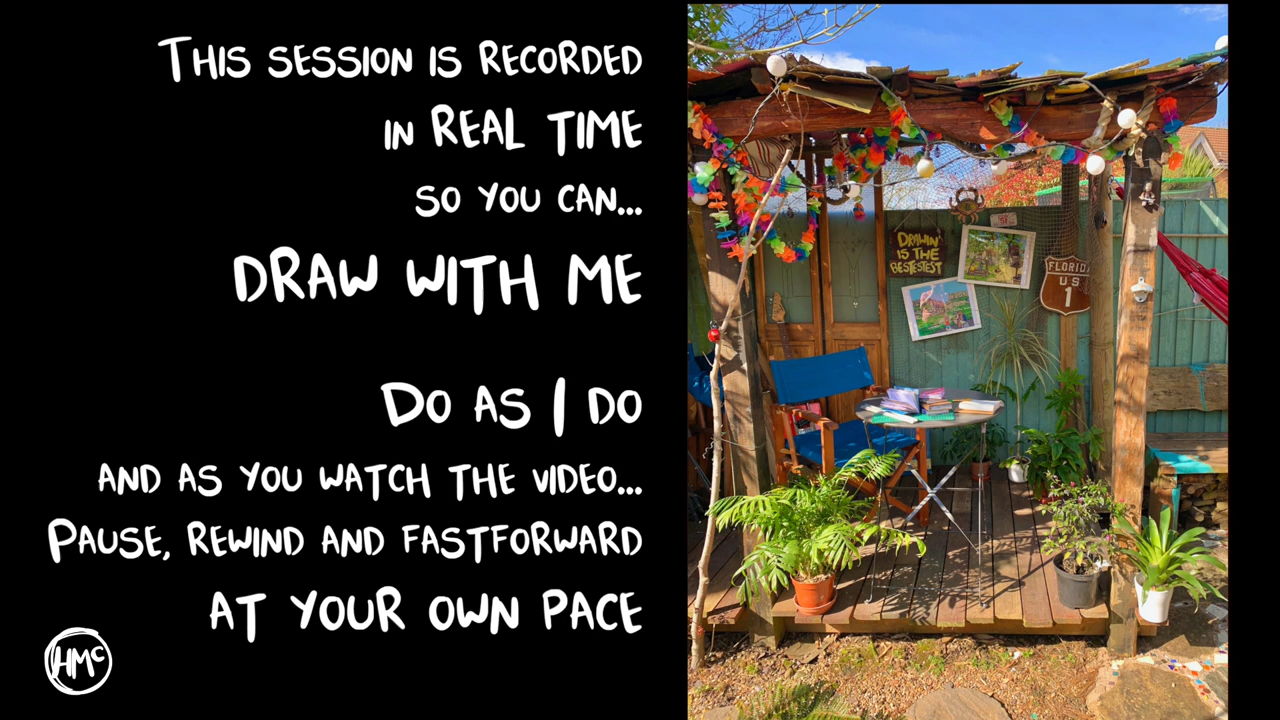 THIS SESSION IS RECORDED
IN REAL TIME
SO YOU CAN...
DRAW WITH ME
DO AS I DO
AND AS YOU WATCH THE VIDEO...
PAUSE, REWIND AND FASTFORWARD
AT YOUR OWN PACE
HMC
DRAWIN'
IS THE
BESTESTEST
FLORIDA
US
1